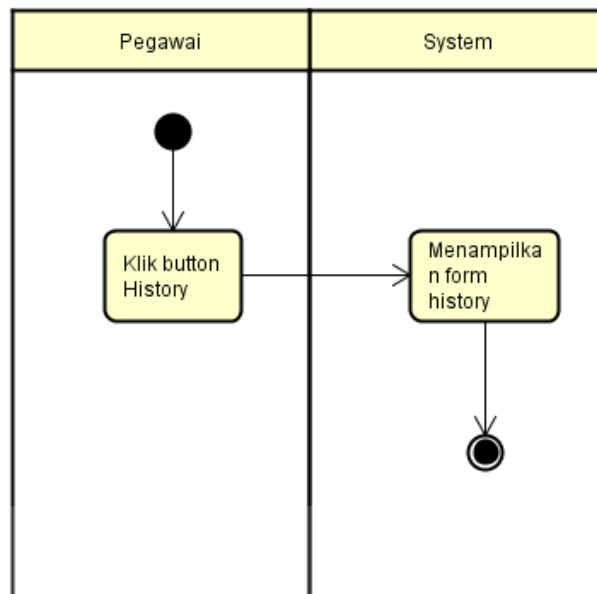 Pegawai
System
Klik button
History
Menampilka
n form
history